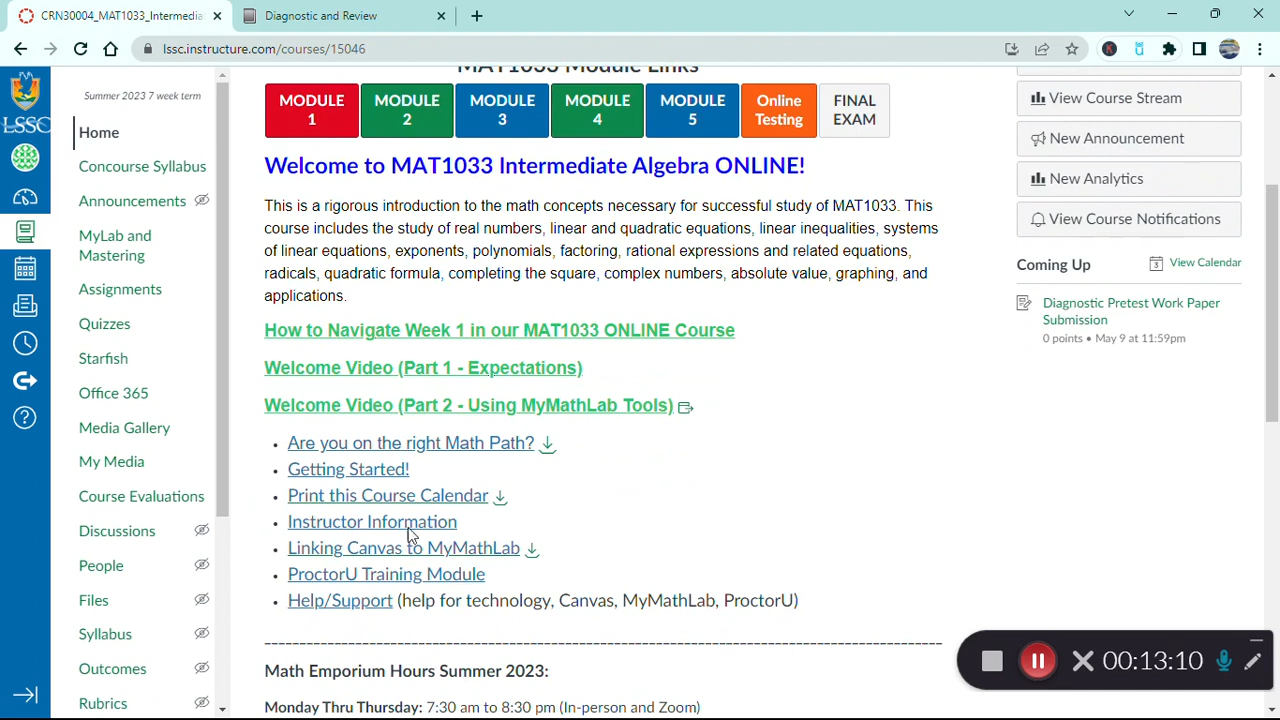 CRN30004_MAT1033_Intermedia
Diagnostic and Review
lssc.instructure.com/courses/15046
LSSC
Summer 2023 7 week term
Home
Concourse Syllabus
Announcements
MyLab and
Mastering
Assignments
Quizzes
Starfish
Office 365
Media Gallery
My Media
Course Evaluations
Discussions
People
Files
Syllabus
Outcomes
Rubrics
MAT1033 Module Links
MODULE
1
MODULE
2
MODULE
3
MODULE
4
MODULE
5
Online
Testing
FINAL
EXAM
Welcome to MAT1033 Intermediate Algebra ONLINE!
This is a rigorous introduction to the math concepts necessary for successful study of MAT1033. This
course includes the study of real numbers, linear and quadratic equations, linear inequalities, systems
of linear equations, exponents, polynomials, factoring, rational expressions and related equations,
radicals, quadratic formula, completing the square, complex numbers, absolute value, graphing, and
applications.
How to Navigate Week 1 in our MAT1033 ONLINE Course
Welcome Video (Part 1 - Expectations)
Welcome Video (Part 2 - Using MyMathLab Tools)
Are you on the right Math Path?
Getting Started!
Print this Course Calendar
Instructor Information
Linking Canvas to MyMathLab
ProctorU Training Module
Help/Support (help for technology, Canvas, MyMathLab, ProctorU)
Math Emporium Hours Summer 2023:
Monday Thru Thursday: 7:30 am to 8:30 pm (In-person and Zoom)
View Course Stream
New Announcement
New Analytics
View Course Notifications
Coming Up
3
View Calendar
Diagnostic Pretest Work Paper
Submission
0 points • May 9 at 11:59pm
00:13:10